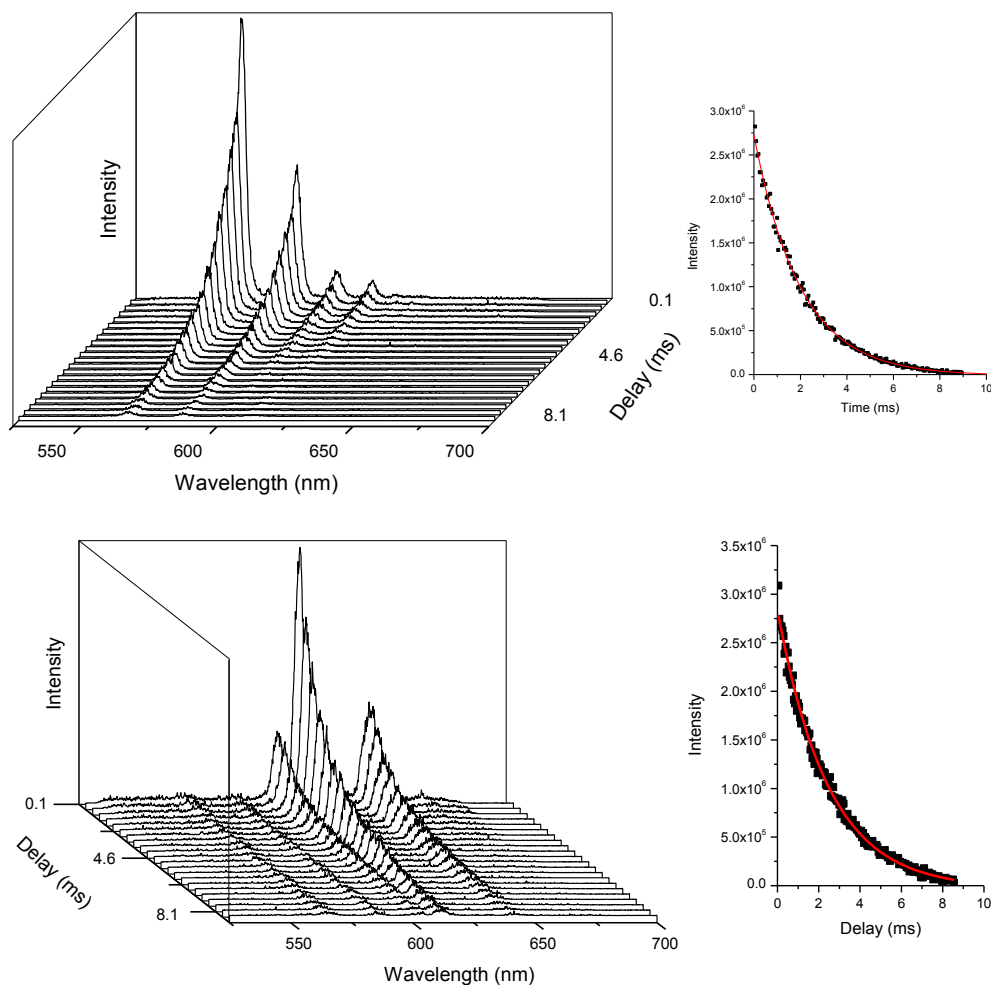 Intensity
550 600 650 700
Wavelength (nm)
0.1
4.6
8.1
Delay (ms)
3.0x10⁶
2.5x10⁶
2.0x10⁶
1.5x10⁶
1.0x10⁶
5.0x10⁵
0.0
Intensity
0 2 4 6 8 10
Time (ms)
Intensity
0.1
4.6
8.1
Delay (ms)
550 600 650 700
Wavelength (nm)
3.5x10⁶
3.0x10⁶
2.5x10⁶
2.0x10⁶
1.5x10⁶
1.0x10⁶
5.0x10⁵
0.0
Intensity
0 2 4 6 8 10
Delay (ms)